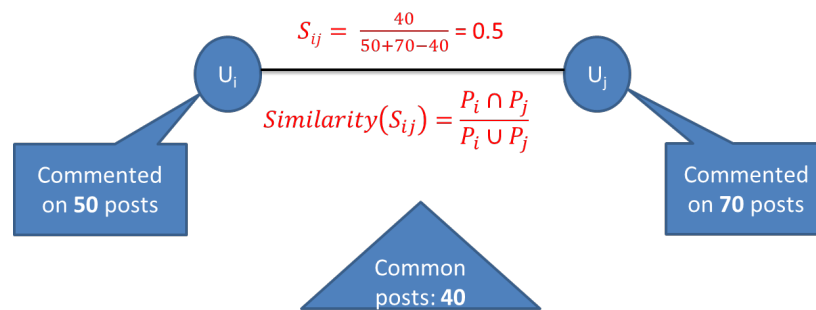 S_ij = 40 / (50+70−40) = 0.5
U_i
U_j
Similarity(S_ij) = (P_i ∩ P_j) / (P_i ∪ P_j)
Commented
on 50 posts
Commented
on 70 posts
Common
posts: 40